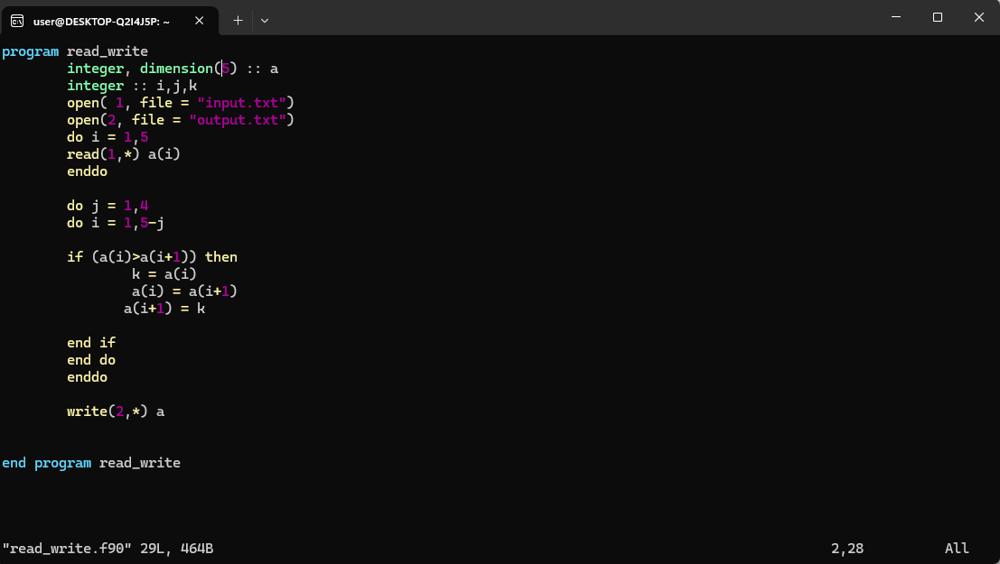 user@DESKTOP-Q2I4J5P: ~
program read_write
        integer, dimension(5) :: a
        integer :: i,j,k
        open( 1, file = "input.txt")
        open(2, file = "output.txt")
        do i = 1,5
        read(1,*) a(i)
        enddo

        do j = 1,4
        do i = 1,5-j

        if (a(i)>a(i+1)) then
                k = a(i)
                a(i) = a(i+1)
               a(i+1) = k

        end if
        end do
        enddo

        write(2,*) a


end program read_write
"read_write.f90" 29L, 464B 2,28 All